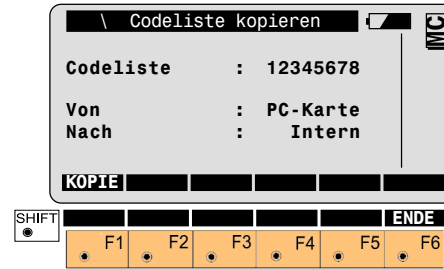 \ Codeliste kopieren
MC
Codeliste : 12345678
Von : PC-Karte
Nach : Intern
KOPIE
SHIFT ENDE
F1 F2 F3 F4 F5 F6